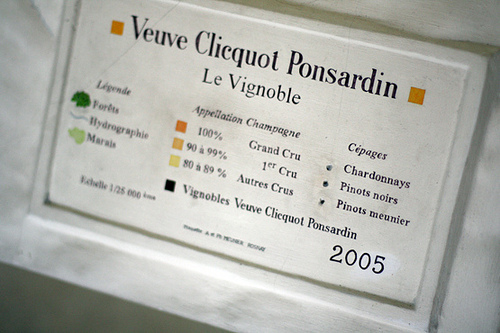 Veuve Clicquot Ponsardin
Le Vignoble
Légende
Forêts
Hydrographie
Marais
Echelle 1/25 000 ème
Appellation Champagne
100% Grand Cru
90 à 99% 1er Cru
80 à 89 % Autres Crus
Vignobles Veuve Clicquot Ponsardin
Cépages
Chardonnays
Pinots noirs
Pinots meunier
2005